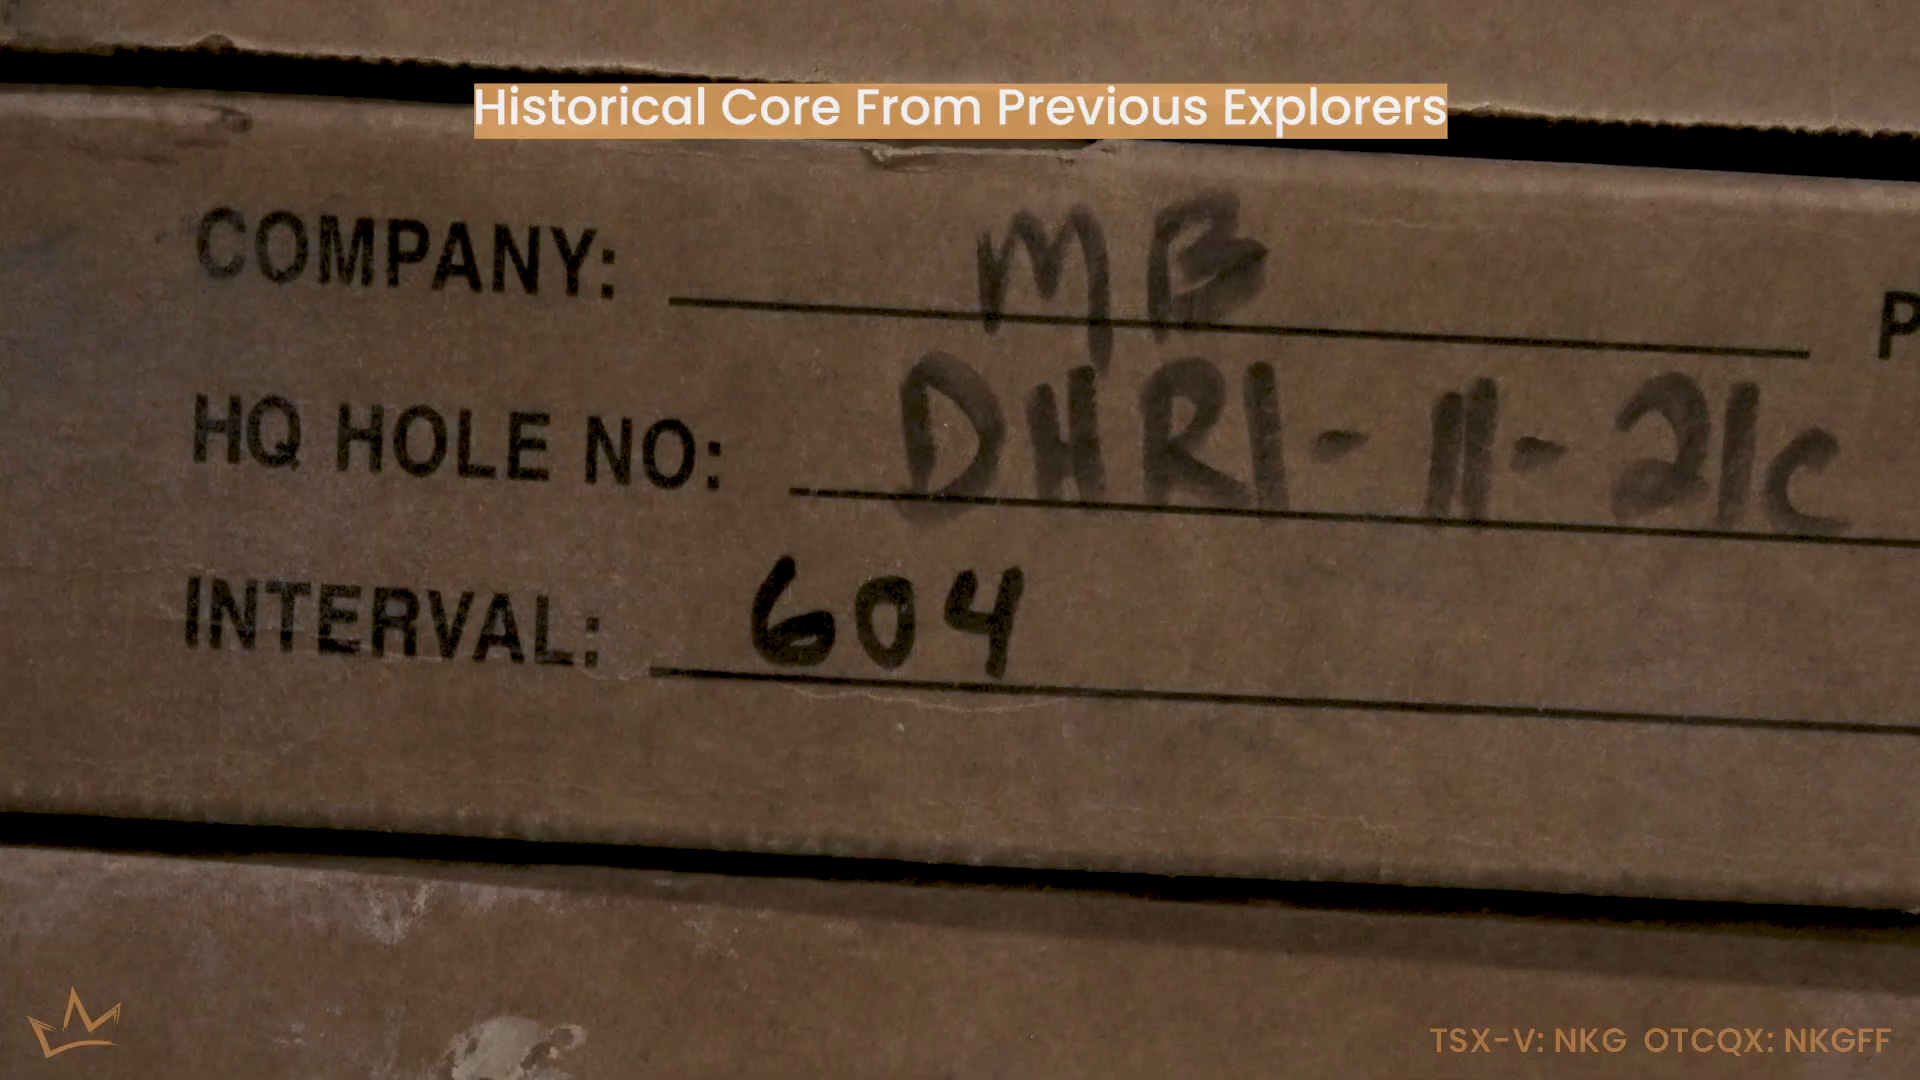 Historical Core From Previous Explorers
COMPANY: MB
P
HQ HOLE NO: DHRI-11-21C
INTERVAL: 604
TSX-V: NKG OTCQX: NKGFF